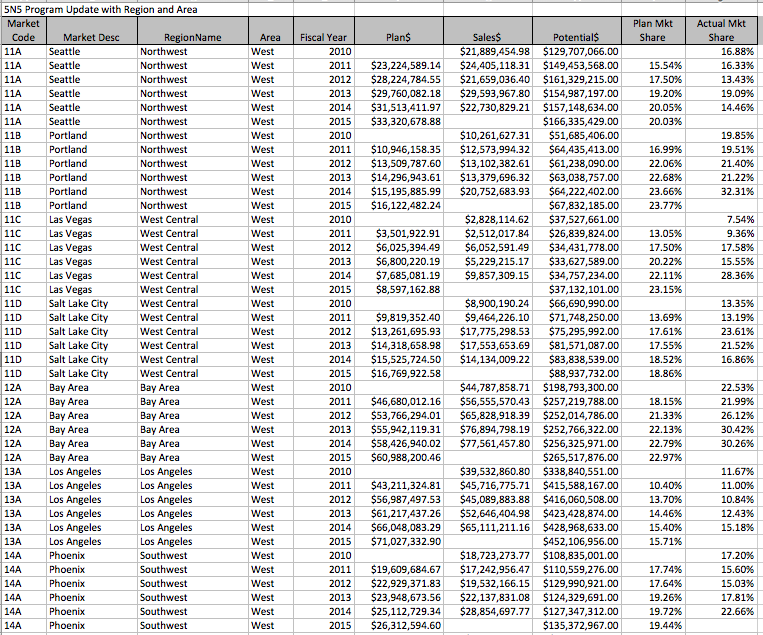 5N5 Program Update with Region and Area
Market Code Market Desc RegionName Area Fiscal Year Plan$ Sales$ Potential$ Plan Mkt Share Actual Mkt Share
11A Seattle Northwest West 2010 $21,889,454.98 $129,707,066.00 16.88%
11A Seattle Northwest West 2011 $23,224,589.14 $24,405,118.31 $149,453,568.00 15.54% 16.33%
11A Seattle Northwest West 2012 $28,224,784.55 $21,659,036.40 $161,329,215.00 17.50% 13.43%
11A Seattle Northwest West 2013 $29,760,082.18 $29,593,967.80 $154,987,197.00 19.20% 19.09%
11A Seattle Northwest West 2014 $31,513,411.97 $22,730,829.21 $157,148,634.00 20.05% 14.46%
11A Seattle Northwest West 2015 $33,320,678.88 $166,335,429.00 20.03%
11B Portland Northwest West 2010 $10,261,627.31 $51,685,406.00 19.85%
11B Portland Northwest West 2011 $10,946,158.35 $12,573,994.32 $64,435,413.00 16.99% 19.51%
11B Portland Northwest West 2012 $13,509,787.60 $13,102,382.61 $61,238,090.00 22.06% 21.40%
11B Portland Northwest West 2013 $14,296,943.61 $13,379,696.32 $63,038,757.00 22.68% 21.22%
11B Portland Northwest West 2014 $15,195,885.99 $20,752,683.93 $64,222,402.00 23.66% 32.31%
11B Portland Northwest West 2015 $16,122,482.24 $67,832,185.00 23.77%
11C Las Vegas West Central West 2010 $2,828,114.62 $37,527,661.00 7.54%
11C Las Vegas West Central West 2011 $3,501,922.91 $2,512,017.84 $26,839,824.00 13.05% 9.36%
11C Las Vegas West Central West 2012 $6,025,394.49 $6,052,591.49 $34,431,778.00 17.50% 17.58%
11C Las Vegas West Central West 2013 $6,800,220.19 $5,229,215.17 $33,627,589.00 20.22% 15.55%
11C Las Vegas West Central West 2014 $7,685,081.19 $9,857,309.15 $34,757,234.00 22.11% 28.36%
11C Las Vegas West Central West 2015 $8,597,162.88 $37,132,101.00 23.15%
11D Salt Lake City West Central West 2010 $8,900,190.24 $66,690,990.00 13.35%
11D Salt Lake City West Central West 2011 $9,819,352.40 $9,464,226.10 $71,748,250.00 13.69% 13.19%
11D Salt Lake City West Central West 2012 $13,261,695.93 $17,775,298.53 $75,295,992.00 17.61% 23.61%
11D Salt Lake City West Central West 2013 $14,318,658.98 $17,553,653.69 $81,571,087.00 17.55% 21.52%
11D Salt Lake City West Central West 2014 $15,525,724.50 $14,134,009.22 $83,838,539.00 18.52% 16.86%
11D Salt Lake City West Central West 2015 $16,769,922.58 $88,937,732.00 18.86%
12A Bay Area Bay Area West 2010 $44,787,858.71 $198,793,300.00 22.53%
12A Bay Area Bay Area West 2011 $46,680,012.16 $56,555,570.43 $257,219,788.00 18.15% 21.99%
12A Bay Area Bay Area West 2012 $53,766,294.01 $65,828,918.39 $252,014,786.00 21.33% 26.12%
12A Bay Area Bay Area West 2013 $55,942,119.31 $76,894,798.19 $252,766,322.00 22.13% 30.42%
12A Bay Area Bay Area West 2014 $58,426,940.02 $77,561,457.80 $256,325,971.00 22.79% 30.26%
12A Bay Area Bay Area West 2015 $60,988,200.46 $265,517,876.00 22.97%
13A Los Angeles Los Angeles West 2010 $39,532,860.80 $338,840,551.00 11.67%
13A Los Angeles Los Angeles West 2011 $43,211,324.81 $45,716,775.71 $415,588,167.00 10.40% 11.00%
13A Los Angeles Los Angeles West 2012 $56,987,497.53 $45,089,883.88 $416,060,508.00 13.70% 10.84%
13A Los Angeles Los Angeles West 2013 $61,217,437.26 $52,646,404.98 $423,428,874.00 14.46% 12.43%
13A Los Angeles Los Angeles West 2014 $66,048,083.29 $65,111,211.16 $428,968,633.00 15.40% 15.18%
13A Los Angeles Los Angeles West 2015 $71,027,332.90 $452,106,956.00 15.71%
14A Phoenix Southwest West 2010 $18,723,273.77 $108,835,001.00 17.20%
14A Phoenix Southwest West 2011 $19,609,684.67 $17,242,956.47 $110,559,276.00 17.74% 15.60%
14A Phoenix Southwest West 2012 $22,929,371.83 $19,532,166.15 $129,990,921.00 17.64% 15.03%
14A Phoenix Southwest West 2013 $23,948,673.56 $22,137,831.08 $124,329,691.00 19.26% 17.81%
14A Phoenix Southwest West 2014 $25,112,729.34 $28,854,697.77 $127,347,312.00 19.72% 22.66%
14A Phoenix Southwest West 2015 $26,312,594.60 $135,372,967.00 19.44%